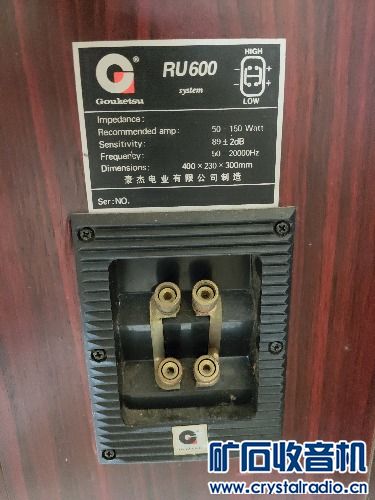 HIGH
RU600
Gouketsu
system
LOW
Impedance:
Recommended amp: 50 - 150 Watt
Sensitivity: 89 ± 2dB
Frequency: 50 - 20000Hz
Dimensions: 400 × 230 × 300mm
豪杰电业有限公司制造
Ser: NO.
矿石收音机
www.crystalradio.cn